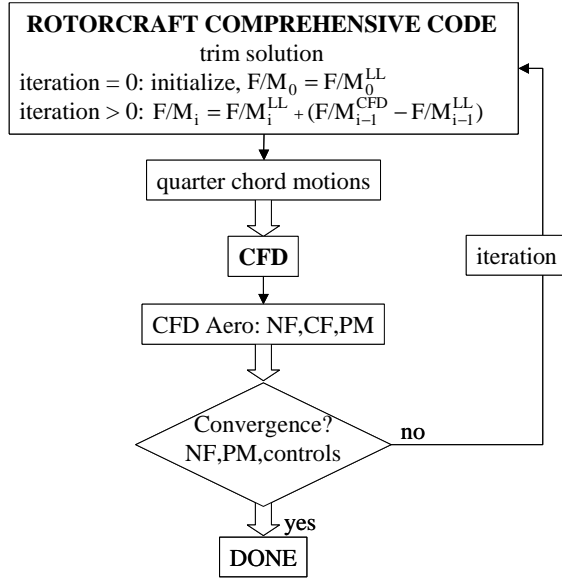 ROTORCRAFT COMPREHENSIVE CODE
trim solution
iteration = 0: initialize, F/M₀ = F/M₀ᴸᴸ
iteration > 0: F/Mᵢ = F/Mᵢᴸᴸ + (F/Mᵢ₋₁ᶜᶠᴰ − F/Mᵢ₋₁ᴸᴸ)
quarter chord motions
CFD
iteration
CFD Aero: NF,CF,PM
Convergence?
NF,PM,controls
no
yes
DONE